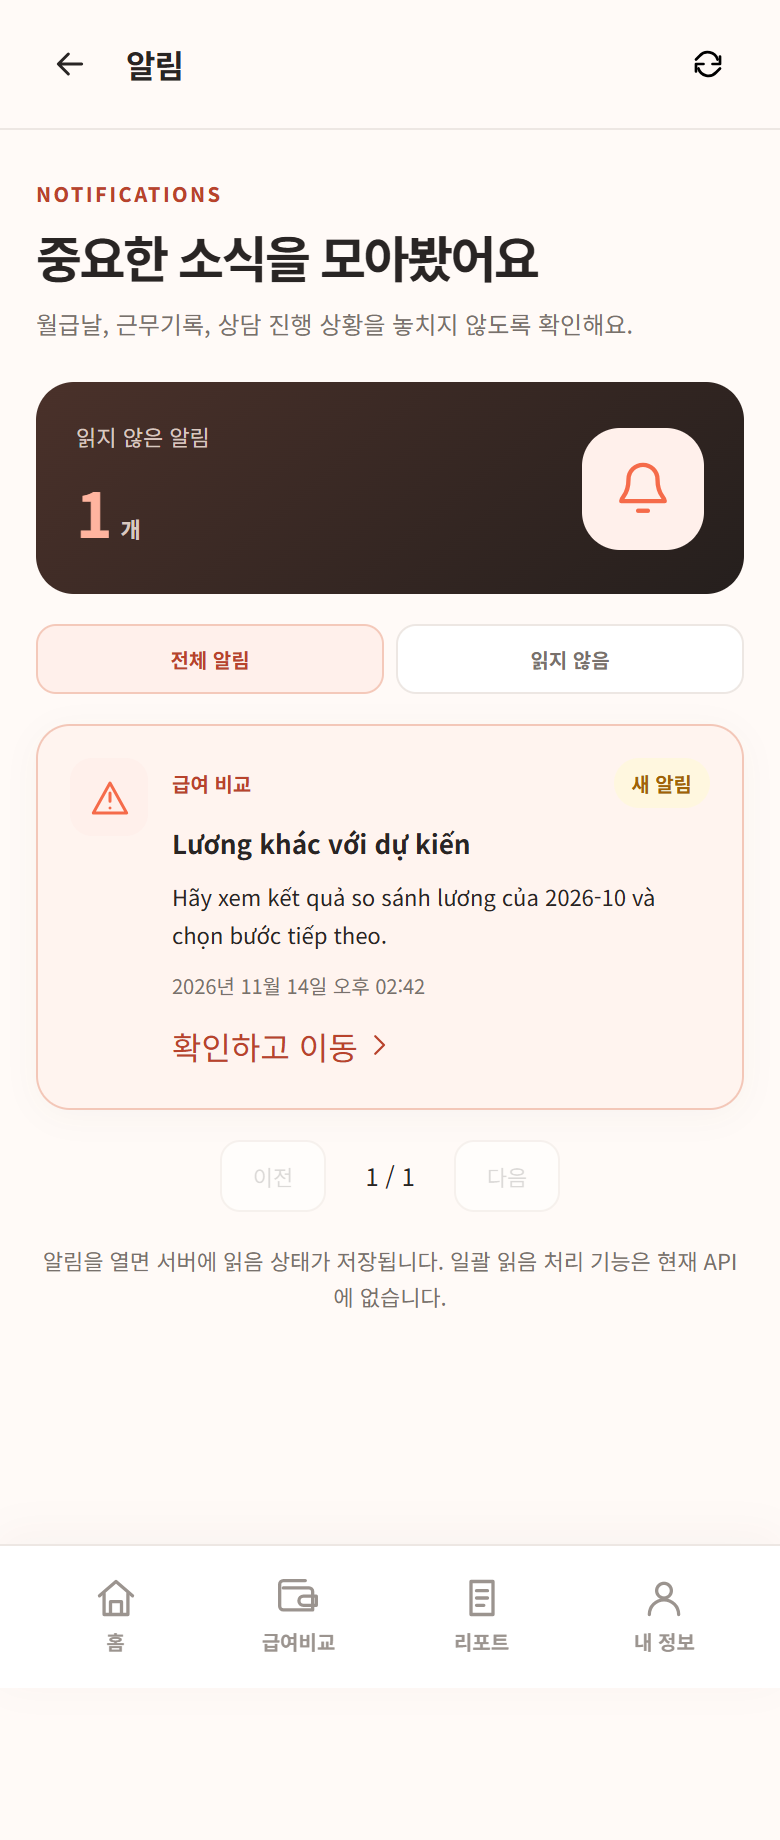 알림
NOTIFICATIONS
중요한 소식을 모아봤어요
월급날, 근무기록, 상담 진행 상황을 놓치지 않도록 확인해요.
읽지 않은 알림
1 개
전체 알림
읽지 않음
급여 비교
새 알림
Lương khác với dự kiến
Hãy xem kết quả so sánh lương của 2026-10 và
chọn bước tiếp theo.
2026년 11월 14일 오후 02:42
확인하고 이동
이전
1 / 1
다음
알림을 열면 서버에 읽음 상태가 저장됩니다. 일괄 읽음 처리 기능은 현재 API
에 없습니다.
홈
급여비교
리포트
내 정보